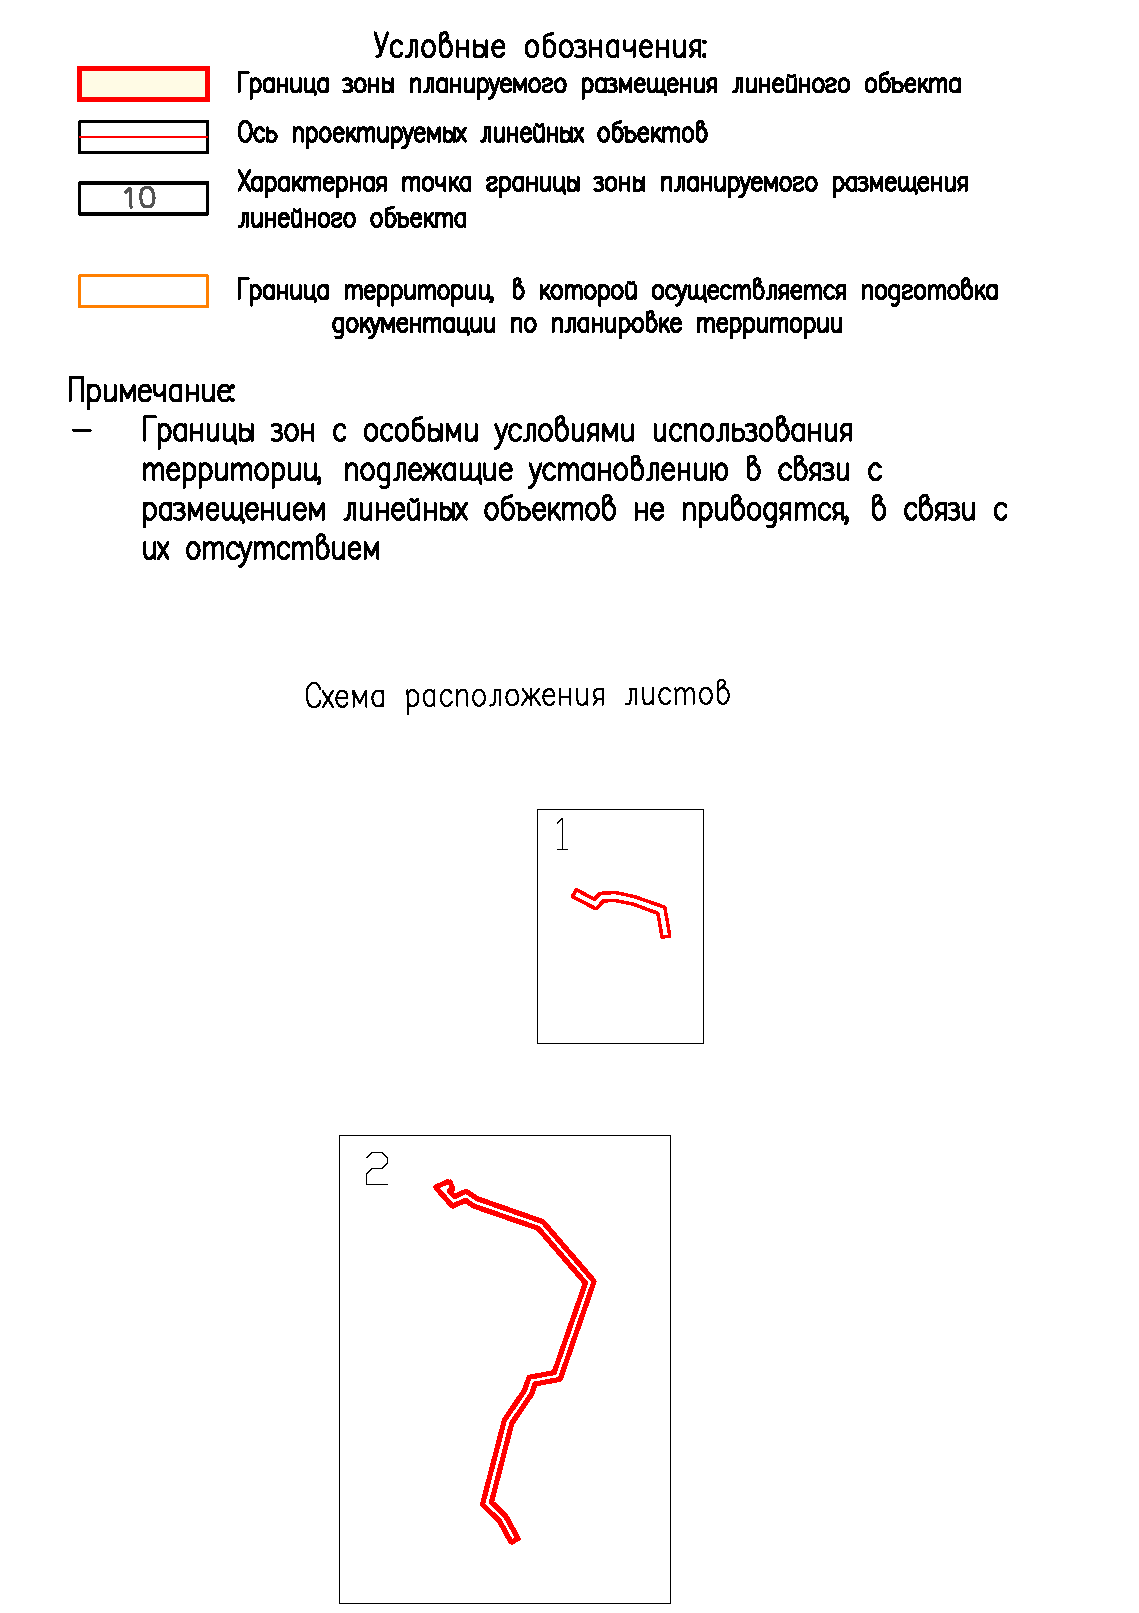 Условные обозначения:
Граница зоны планируемого размещения линейного объекта
Ось проектируемых линейных объектов
10
Характерная точка границы зоны планируемого размещения
линейного объекта
Граница территории, в которой осуществляется подготовка
документации по планировке территории
Примечание:
– Границы зон с особыми условиями использования
территории, подлежащие установлению в связи с
размещением линейных объектов не приводятся, в связи с
их отсутствием
Схема расположения листов
1
2